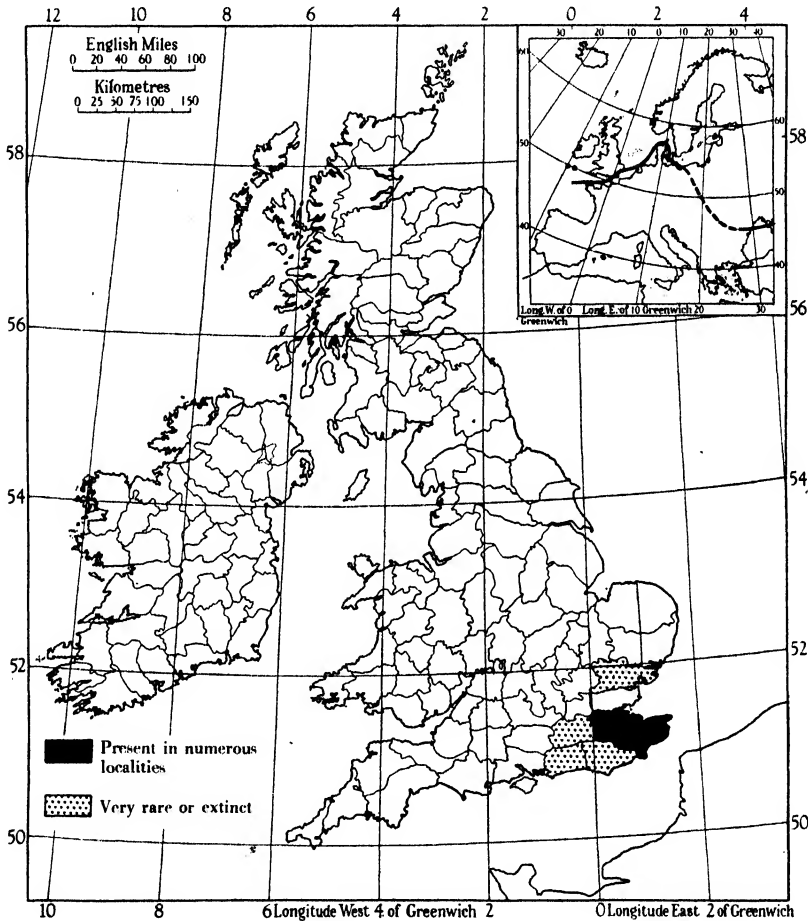 12 10 8 6 4 2 0 2 4
English Miles
0 20 40 60 80 100
Kilometres
0 25 50 75 100 150
30 20 10 0 10 20 30 40
60
50
40
60
50
40
Long. W. of 0 Long. E. of 10 Greenwich 20 30
Greenwich
58
56
54
52
50
58
56
54
52
50
Present in numerous
localities
Very rare or extinct
10 8 6 Longitude West 4 of Greenwich 2 0 Longitude East 2 of Greenwich